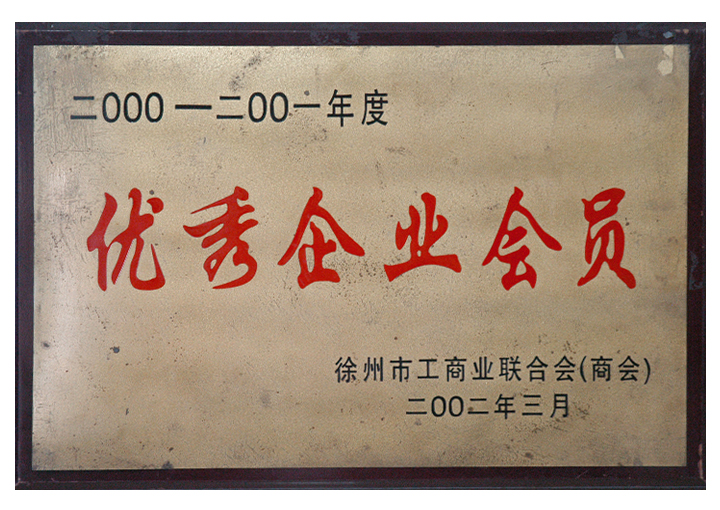 二000一二00一年度
优秀企业会员
徐州市工商业联合会(商会)
二00二年三月